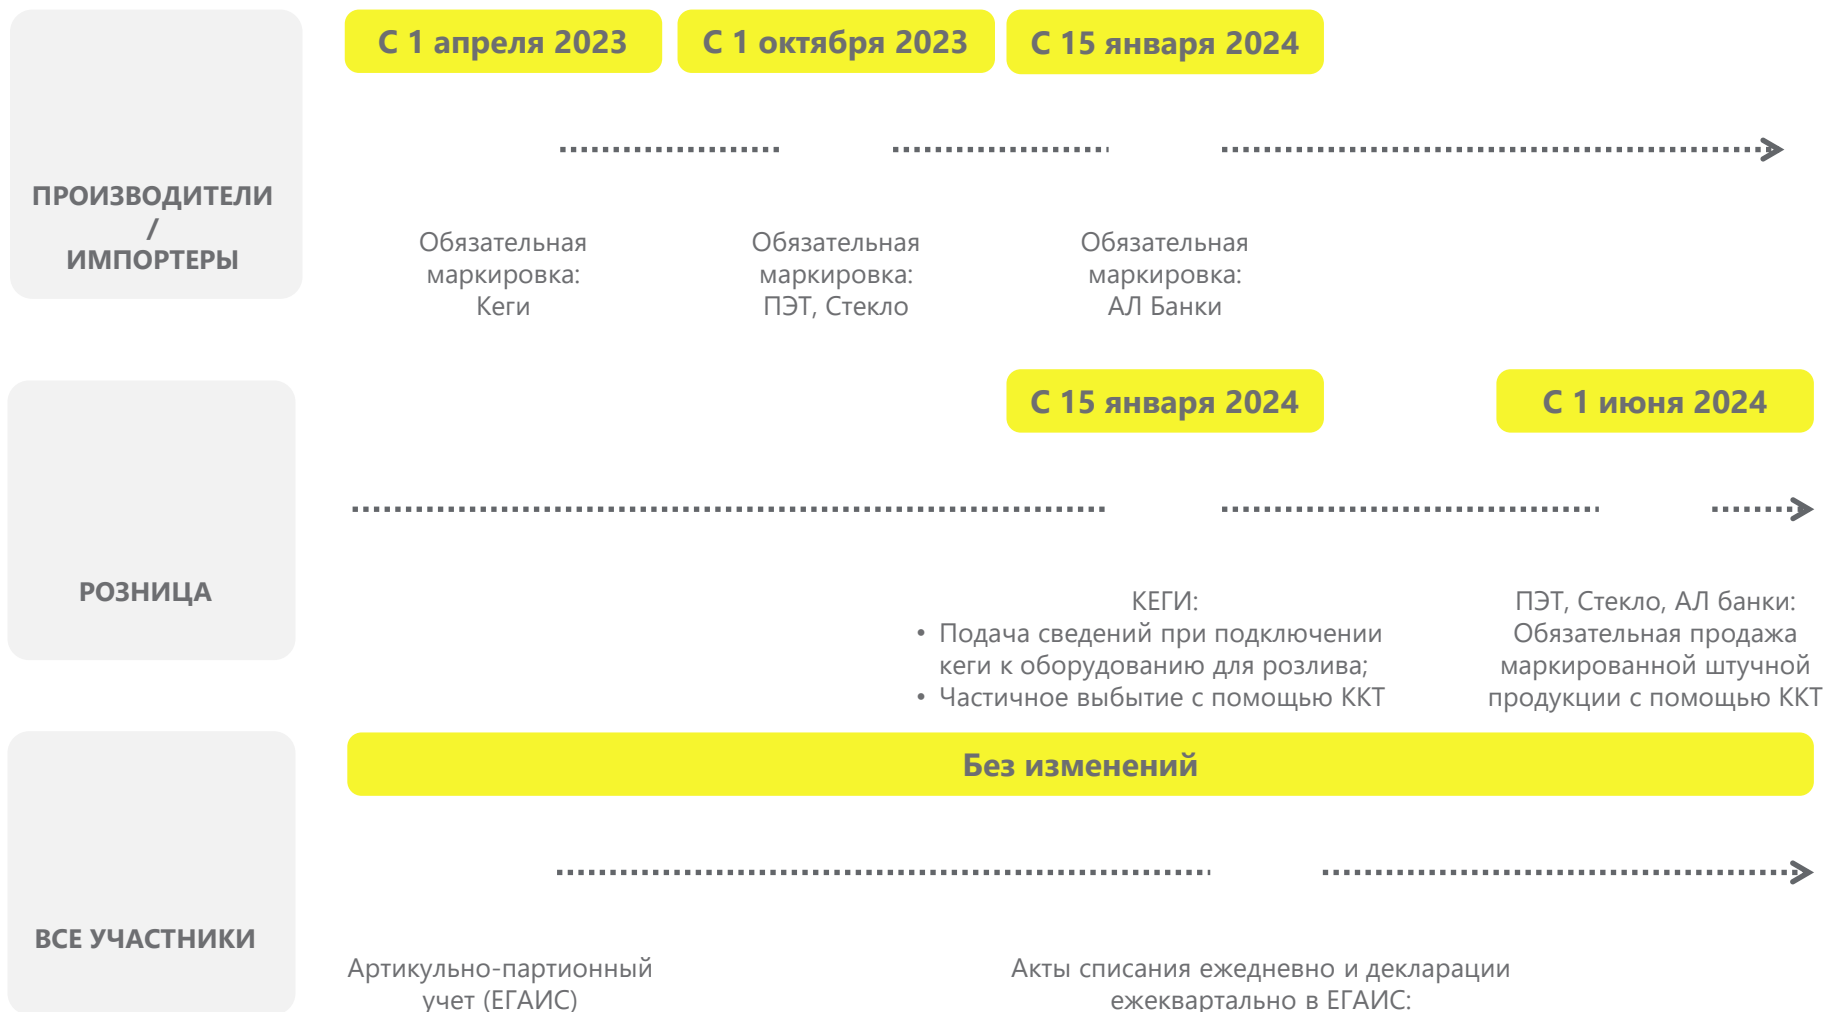 С 1 апреля 2023
С 1 октября 2023
С 15 января 2024
ПРОИЗВОДИТЕЛИ
/
ИМПОРТЕРЫ
Обязательная
маркировка:
Кеги
Обязательная
маркировка:
ПЭТ, Стекло
Обязательная
маркировка:
АЛ Банки
С 15 января 2024
С 1 июня 2024
РОЗНИЦА
КЕГИ:
• Подача сведений при подключении
кеги к оборудованию для розлива;
• Частичное выбытие с помощью ККТ
ПЭТ, Стекло, АЛ банки:
Обязательная продажа
маркированной штучной
продукции с помощью ККТ
Без изменений
ВСЕ УЧАСТНИКИ
Артикульно-партионный
учет (ЕГАИС)
Акты списания ежедневно и декларации
ежеквартально в ЕГАИС: